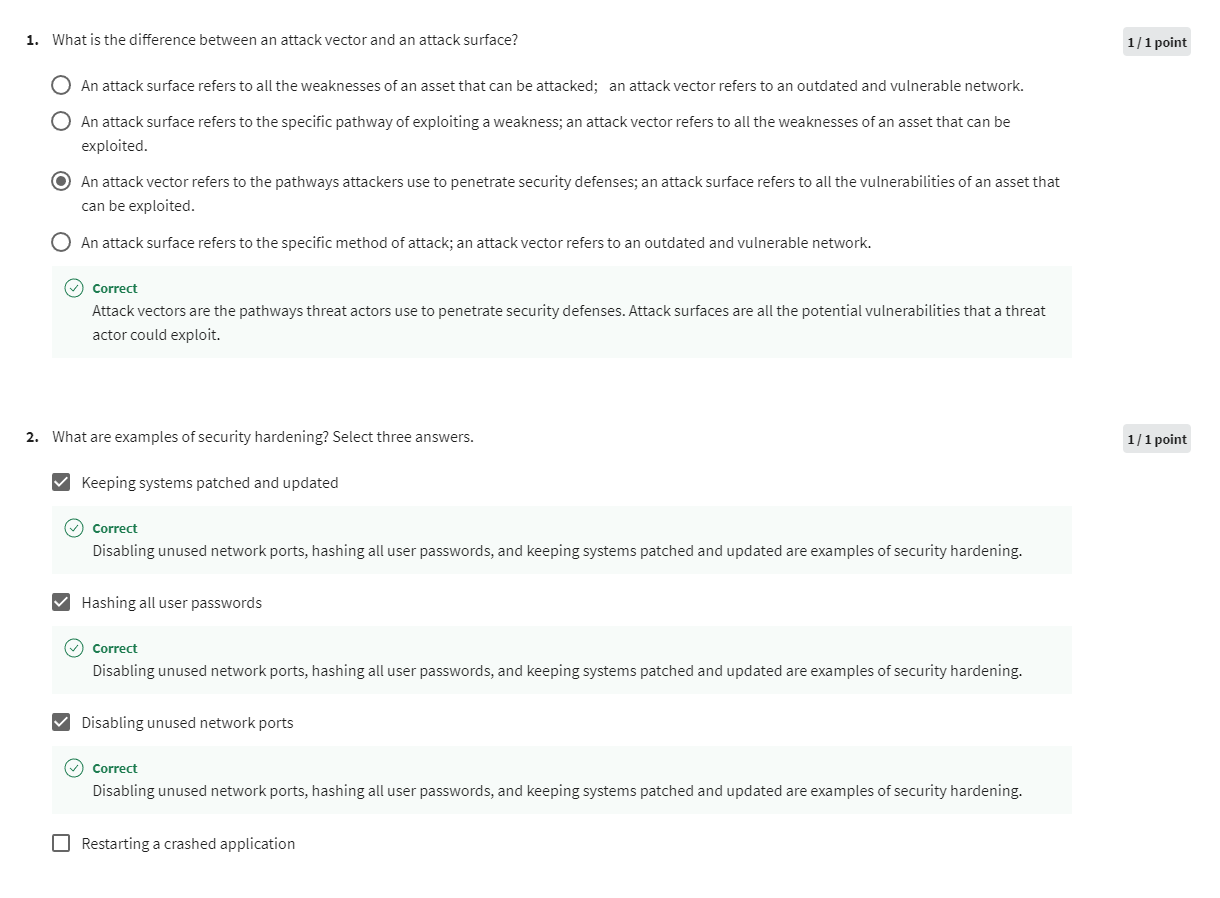 1. What is the difference between an attack vector and an attack surface?
1 / 1 point
An attack surface refers to all the weaknesses of an asset that can be attacked; an attack vector refers to an outdated and vulnerable network.
An attack surface refers to the specific pathway of exploiting a weakness; an attack vector refers to all the weaknesses of an asset that can be
exploited.
An attack vector refers to the pathways attackers use to penetrate security defenses; an attack surface refers to all the vulnerabilities of an asset that
can be exploited.
An attack surface refers to the specific method of attack; an attack vector refers to an outdated and vulnerable network.
Correct
Attack vectors are the pathways threat actors use to penetrate security defenses. Attack surfaces are all the potential vulnerabilities that a threat
actor could exploit.
2. What are examples of security hardening? Select three answers.
1 / 1 point
Keeping systems patched and updated
Correct
Disabling unused network ports, hashing all user passwords, and keeping systems patched and updated are examples of security hardening.
Hashing all user passwords
Correct
Disabling unused network ports, hashing all user passwords, and keeping systems patched and updated are examples of security hardening.
Disabling unused network ports
Correct
Disabling unused network ports, hashing all user passwords, and keeping systems patched and updated are examples of security hardening.
Restarting a crashed application